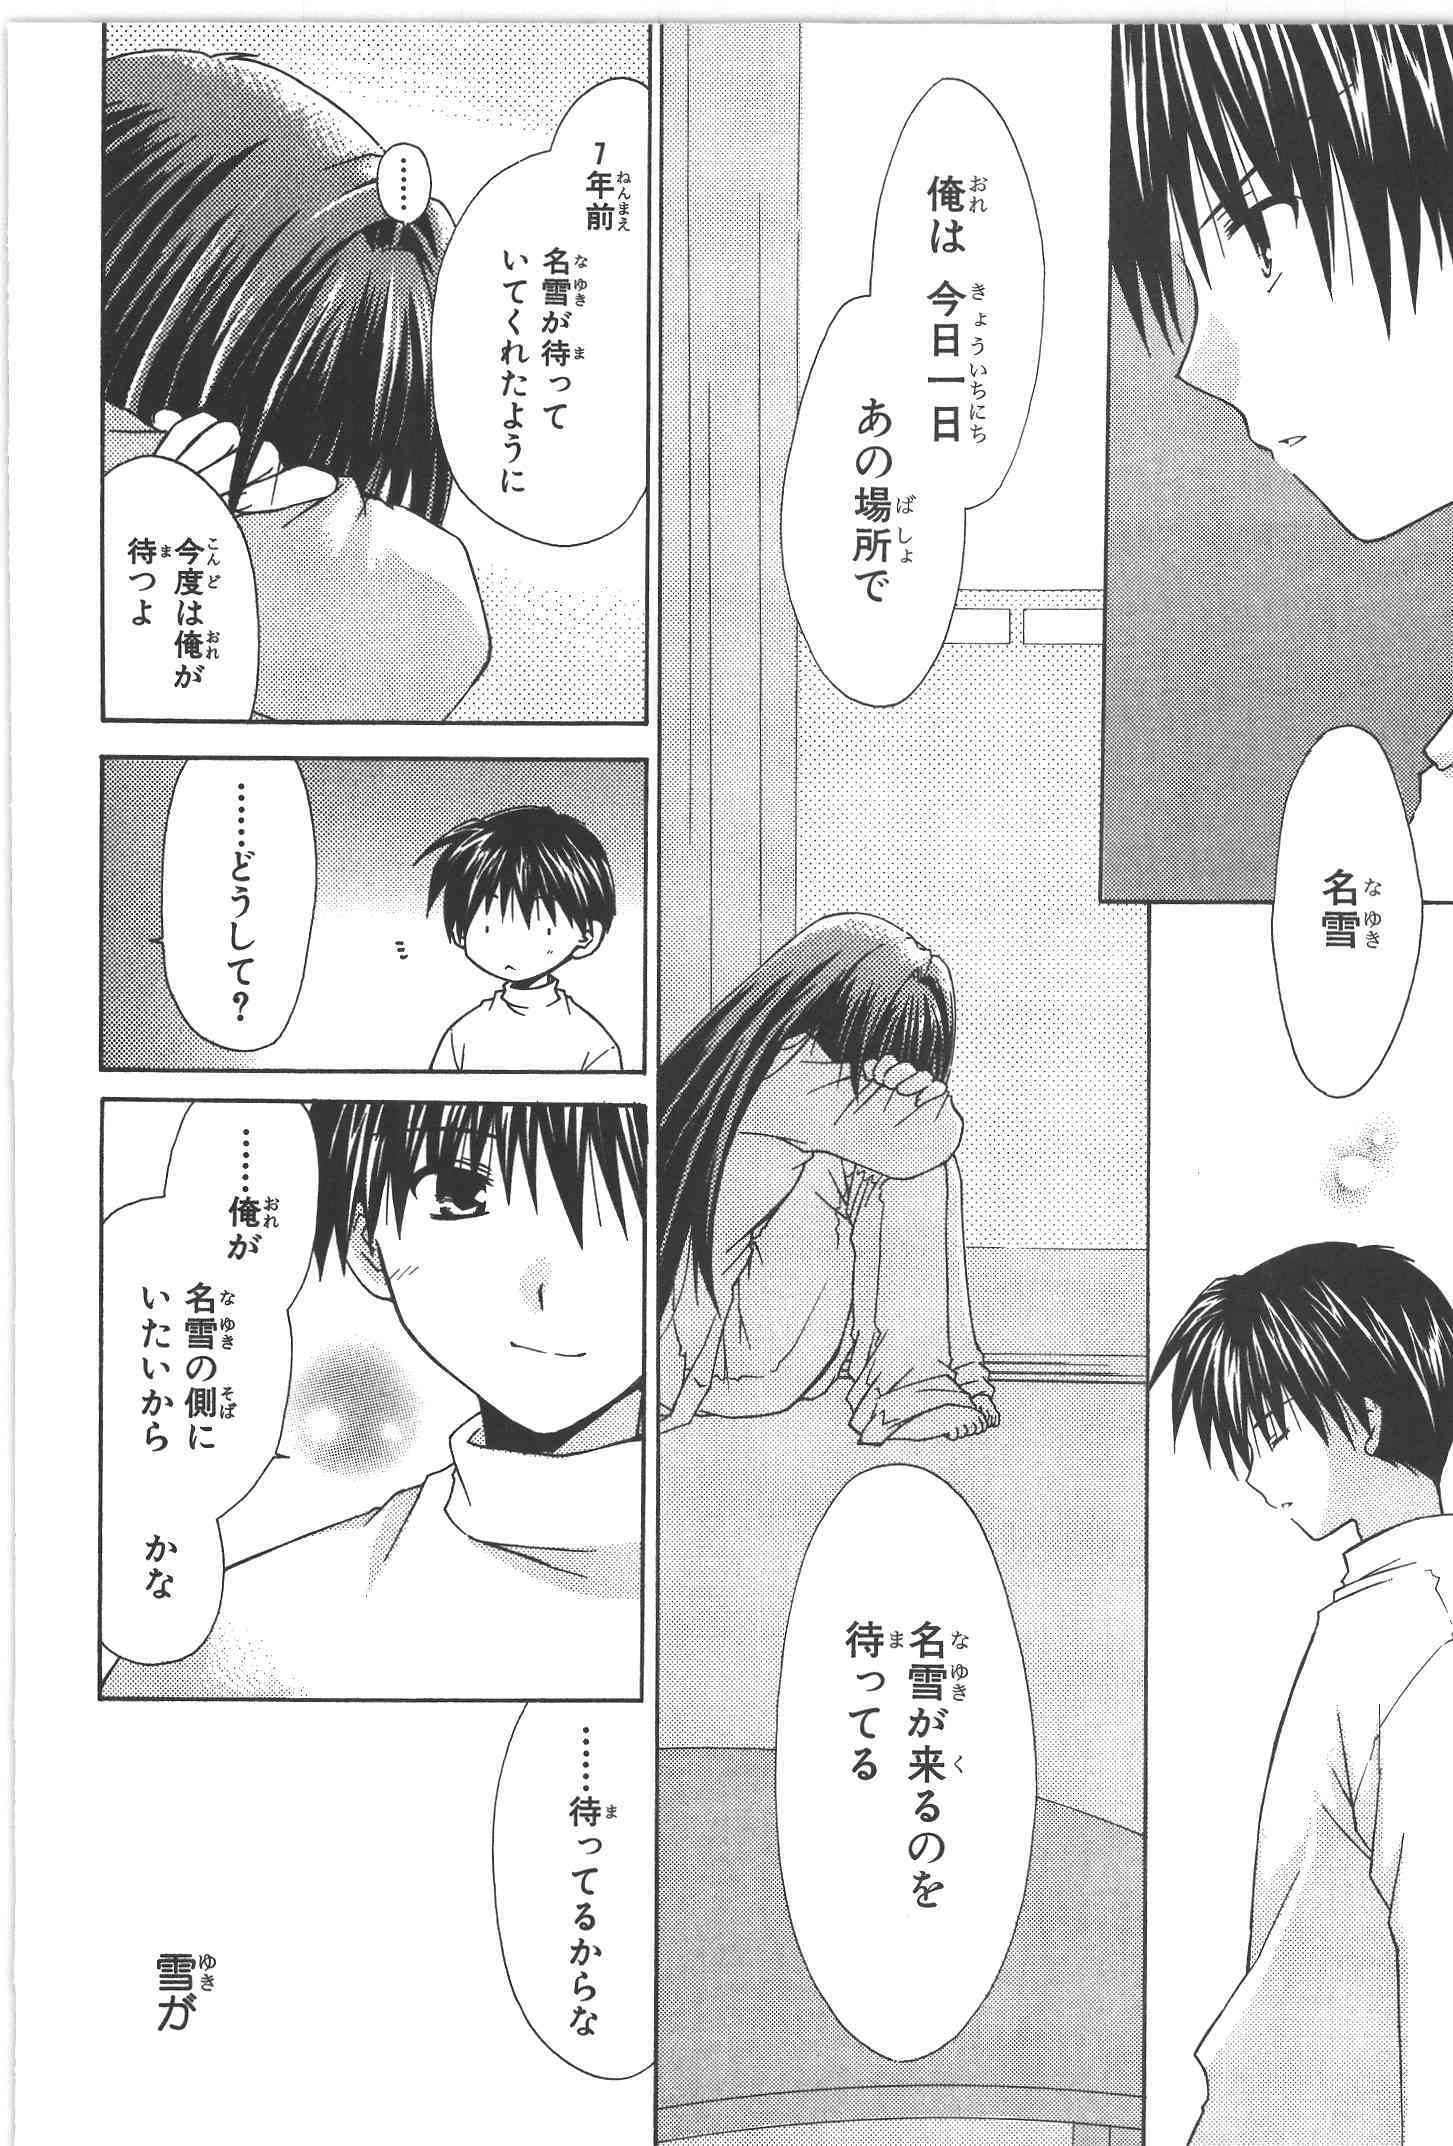 名雪
俺は
今日一日
あの場所で
名雪が来るのを
待ってる
7年前
名雪が待って
いてくれたように
……
今度は俺が
待つよ
……どうして?
……俺が
名雪の側に
いたいから
かな
……待ってるからな
雪が